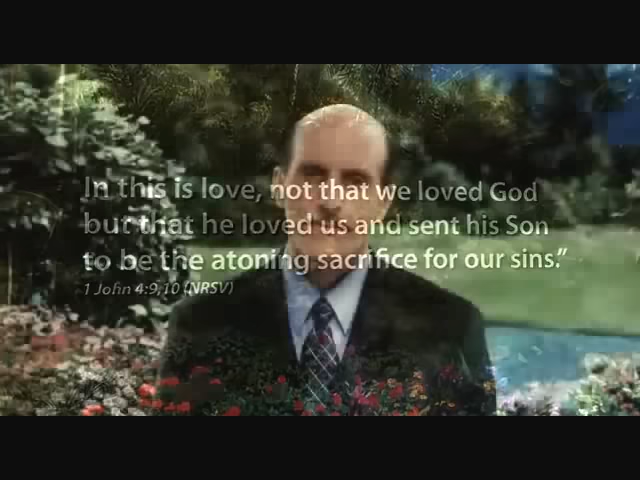 In this is love, not that we loved God
but that he loved us and sent his Son
to be the atoning sacrifice for our sins.”
1 John 4:9,10 (NRSV)